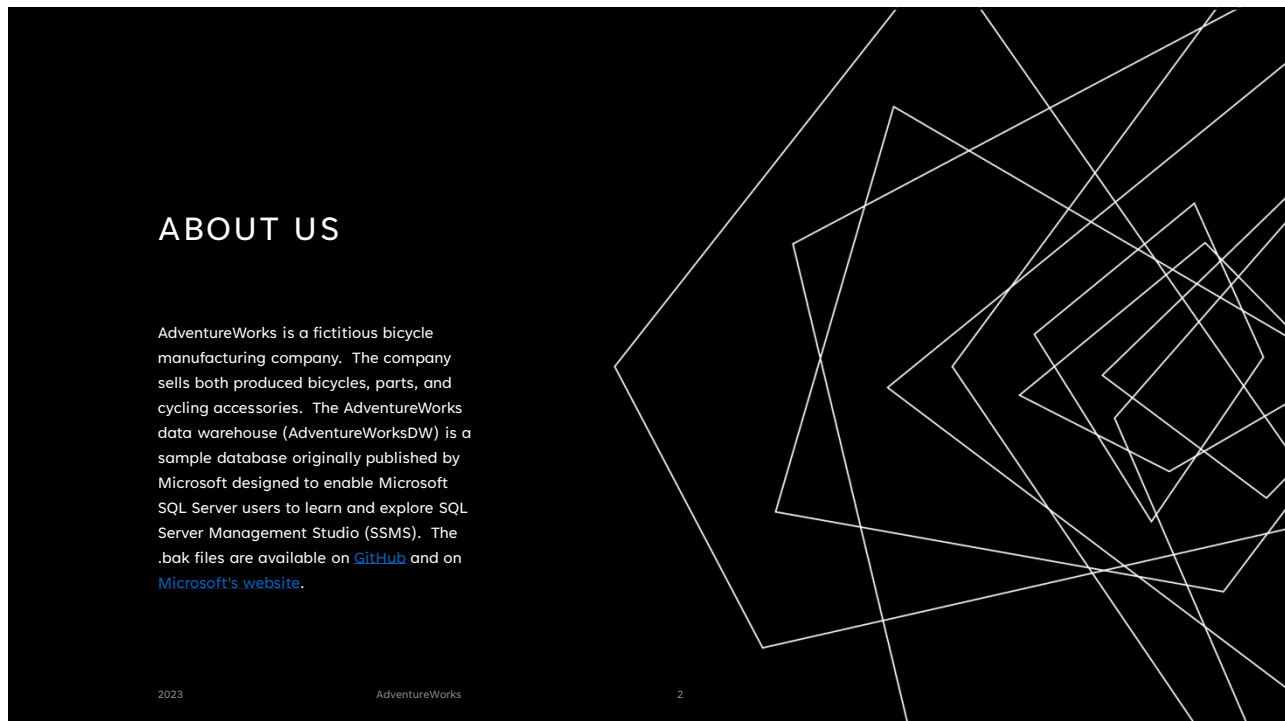 ABOUT US
AdventureWorks is a fictitious bicycle
manufacturing company.  The company
sells both produced bicycles, parts, and
cycling accessories.  The AdventureWorks
data warehouse (AdventureWorksDW) is a
sample database originally published by
Microsoft designed to enable Microsoft
SQL Server users to learn and explore SQL
Server Management Studio (SSMS).  The
.bak files are available on GitHub and on
Microsoft's website.
2023 AdventureWorks 2